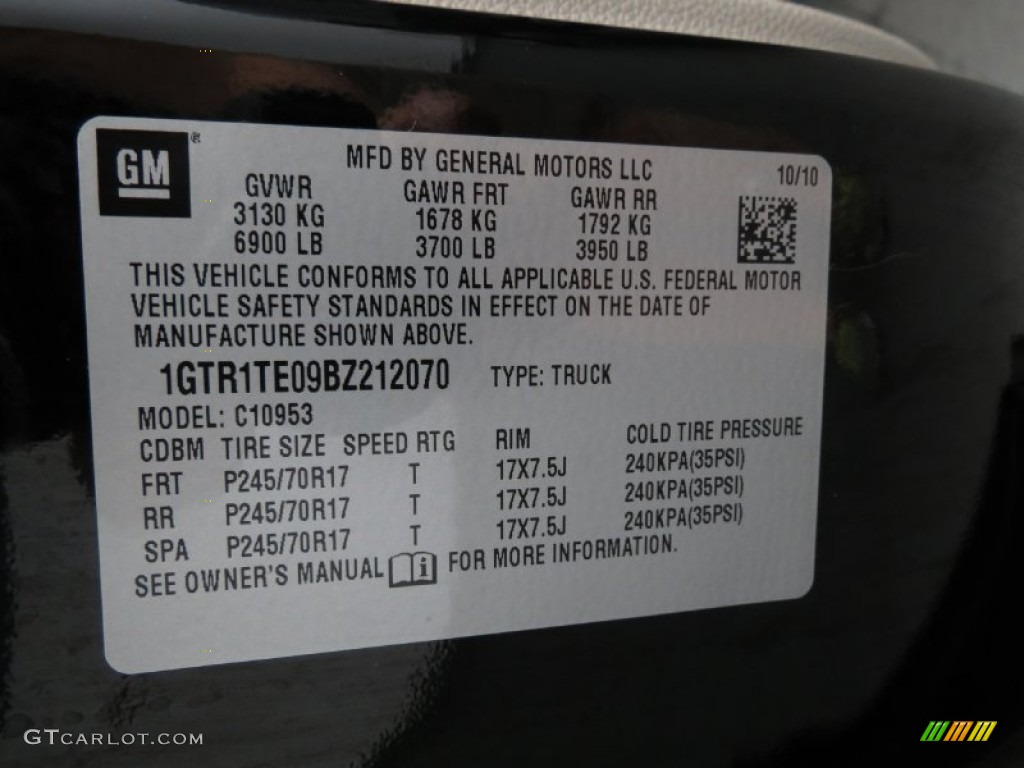 GM®
MFD BY GENERAL MOTORS LLC 10/10
GVWR GAWR FRT GAWR RR
3130 KG 1678 KG 1792 KG
6900 LB 3700 LB 3950 LB
THIS VEHICLE CONFORMS TO ALL APPLICABLE U.S. FEDERAL MOTOR
VEHICLE SAFETY STANDARDS IN EFFECT ON THE DATE OF
MANUFACTURE SHOWN ABOVE.
1GTR1TE09BZ212070 TYPE: TRUCK
MODEL: C10953
CDBM TIRE SIZE SPEED RTG RIM COLD TIRE PRESSURE
FRT P245/70R17 T 17X7.5J 240KPA(35PSI)
RR P245/70R17 T 17X7.5J 240KPA(35PSI)
SPA P245/70R17 T 17X7.5J 240KPA(35PSI)
SEE OWNER'S MANUAL i FOR MORE INFORMATION.
GTCARLOT.COM